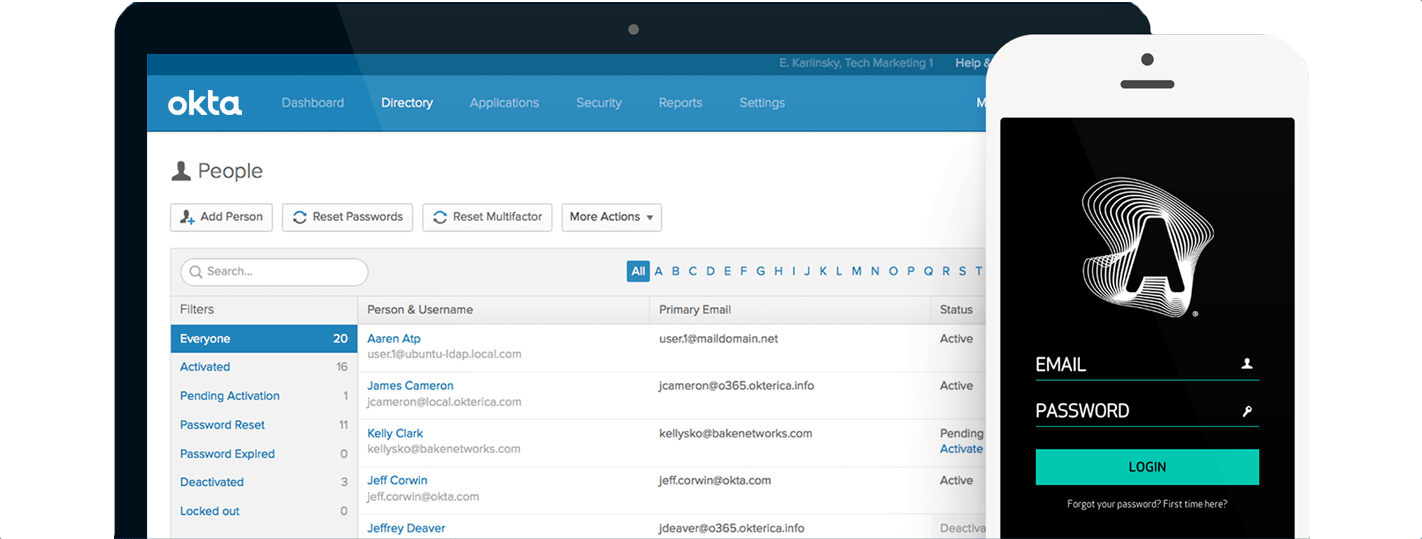 E. Karlinsky, Tech Marketing 1 Help &
okta Dashboard Directory Applications Security Reports Settings M
People
Add Person Reset Passwords Reset Multifactor More Actions
Search... All A B C D E F G H I J K L M N O P Q R S T
Filters Person & Username Primary Email Status
Everyone 20 Aaren Atp user.1@maildomain.net Active
user.1@ubuntu-ldap.local.com
Activated 16
James Cameron jcameron@o365.okterica.info Active
Pending Activation 1 jcameron@local.okterica.com
Password Reset 11 Kelly Clark kellysko@bakenetworks.com Pending
Password Expired 0 kellysko@bakenetworks.com Activate
Deactivated 3 Jeff Corwin jeff.corwin@okta.com Active
jeff.corwin@okta.com
Locked out 0
Jeffrey Deaver jdeaver@o365.okterica.info Deactiva
A
®
EMAIL
PASSWORD
LOGIN
Forgot your password? First time here?